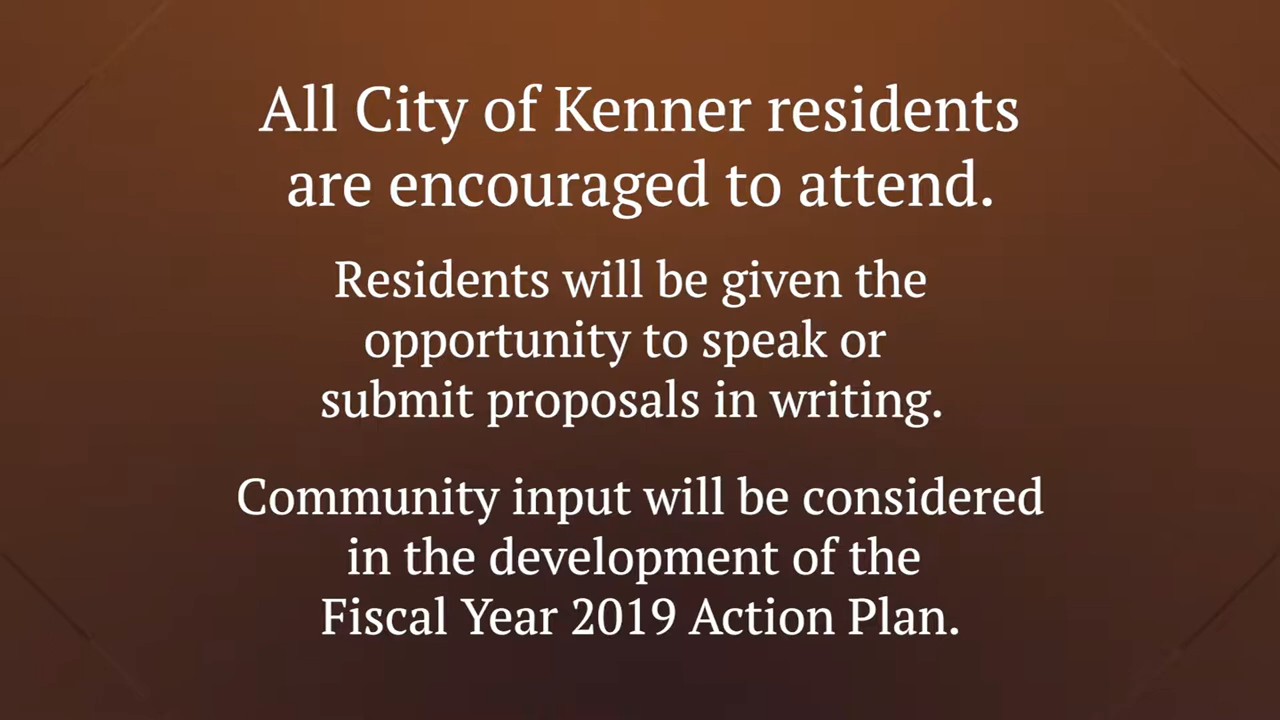 All City of Kenner residents
are encouraged to attend.
Residents will be given the
opportunity to speak or
submit proposals in writing.
Community input will be considered
in the development of the
Fiscal Year 2019 Action Plan.